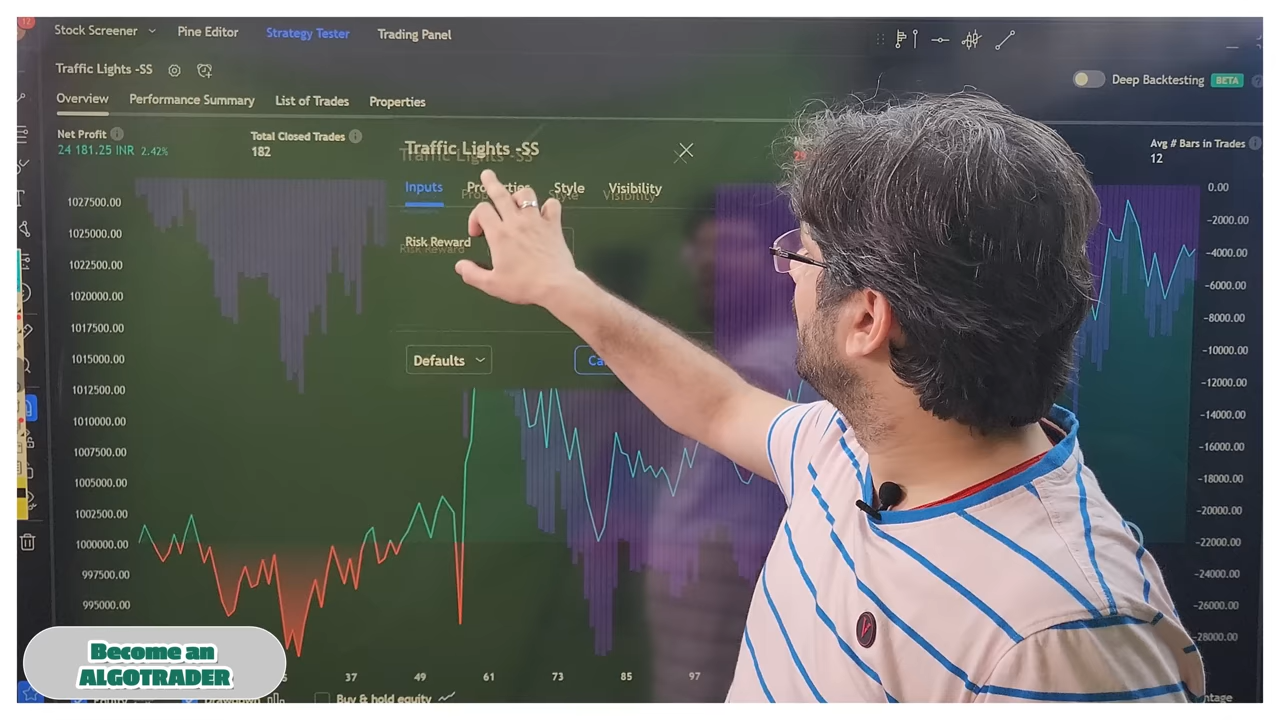 Stock Screener Pine Editor Strategy Tester Trading Panel
Traffic Lights -SS
Deep Backtesting BETA
Overview Performance Summary List of Trades Properties
Net Profit
24 181.25 INR 2.42%
Total Closed Trades
182
Avg # Bars in Trades
12
Traffic Lights -SS
Inputs Properties Style Visibility
Risk Reward
Defaults
1027500.00
1025000.00
1022500.00
1020000.00
1017500.00
1015000.00
1012500.00
1010000.00
1007500.00
1005000.00
1002500.00
1000000.00
997500.00
995000.00
0.00
-2000.00
-4000.00
-6000.00
-8000.00
-10000.00
-12000.00
-14000.00
-16000.00
-18000.00
-20000.00
-22000.00
-24000.00
-26000.00
-28000.00
37 49 61 73 85 97
Buy & hold equity
Become an
ALGOTRADER